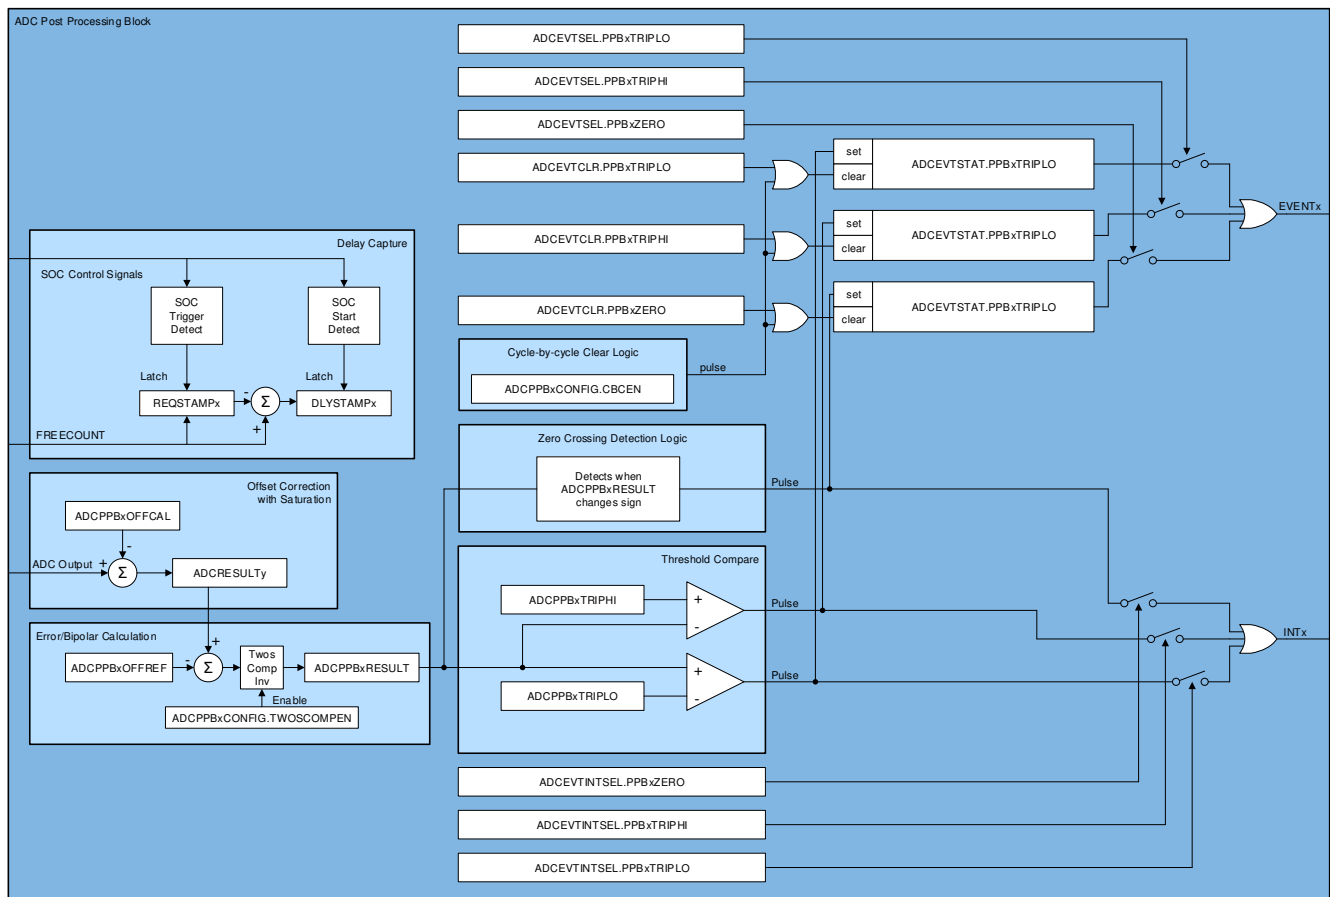 ADC Post Processing Block
ADCEVTSEL.PPBxTRIPLO
ADCEVTSEL.PPBxTRIPHI
ADCEVTSEL.PPBxZERO
ADCEVTCLR.PPBxTRIPLO
set
clear
ADCEVTSTAT.PPBxTRIPLO
EVENTx
ADCEVTCLR.PPBxTRIPHI
set
clear
ADCEVTSTAT.PPBxTRIPLO
ADCEVTCLR.PPBxZERO
set
clear
ADCEVTSTAT.PPBxTRIPLO
Delay Capture
SOC Control Signals
SOC
Trigger
Detect
SOC
Start
Detect
Latch
Latch
REQSTAMPx
-
Σ
+
DLYSTAMPx
FREECOUNT
Cycle-by-cycle Clear Logic
ADCPPBxCONFIG.CBCEN
pulse
Zero Crossing Detection Logic
Detects when
ADCPPBxRESULT
changes sign
Pulse
Offset Correction
with Saturation
ADCPPBxOFFCAL
-
ADC Output
+
Σ
ADCRESULTy
Threshold Compare
ADCPPBxTRIPHI
+
-
Pulse
+
-
ADCPPBxTRIPLO
Pulse
INTx
Error/Bipolar Calculation
+
ADCPPBxOFFREF
-
Σ
Twos
Comp
Inv
ADCPPBxRESULT
Enable
ADCPPBxCONFIG.TWOSCOMPEN
ADCEVTINTSEL.PPBxZERO
ADCEVTINTSEL.PPBxTRIPHI
ADCEVTINTSEL.PPBxTRIPLO